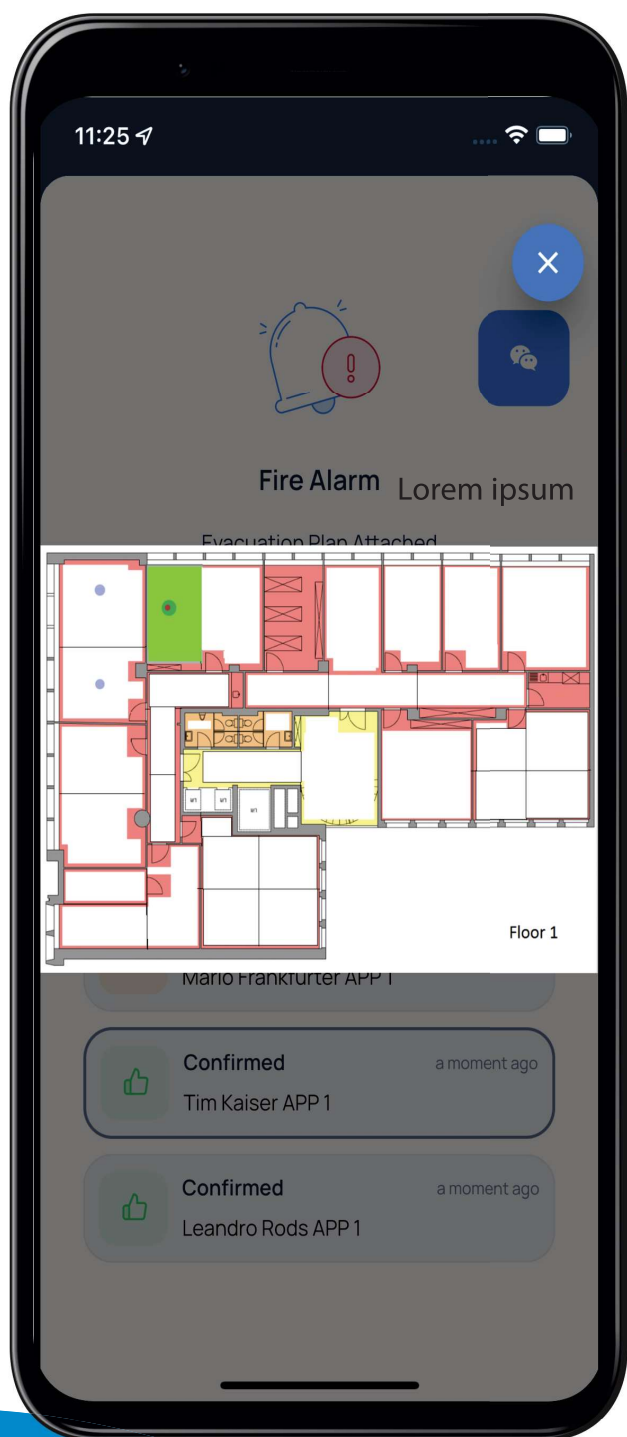 11:25
Fire Alarm
Lorem ipsum
Evacuation Plan Attached
Floor 1
Mario Frankfurter APP 1
Confirmed
a moment ago
Tim Kaiser APP 1
Confirmed
a moment ago
Leandro Rods APP 1